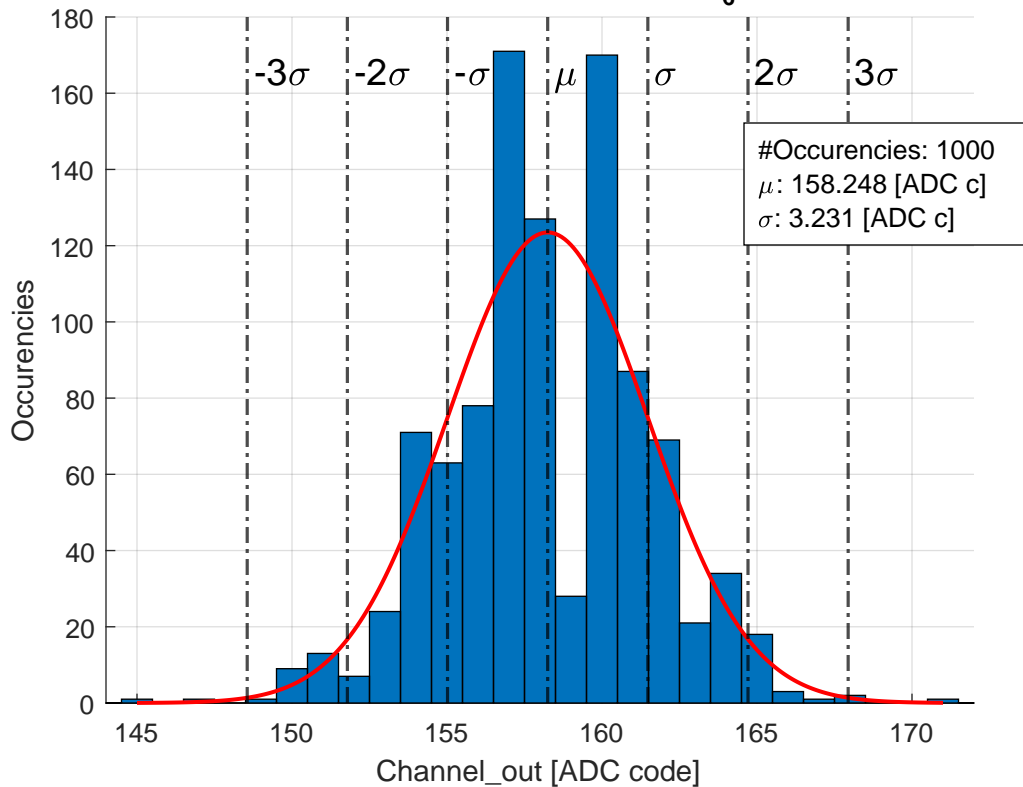 180
160
140
120
100
80
60
40
20
0
Occurencies
-3σ
-2σ
-σ
μ
σ
2σ
3σ
#Occurencies: 1000
μ: 158.248 [ADC c]
σ: 3.231 [ADC c]
145
150
155
160
165
170
Channel_out [ADC code]